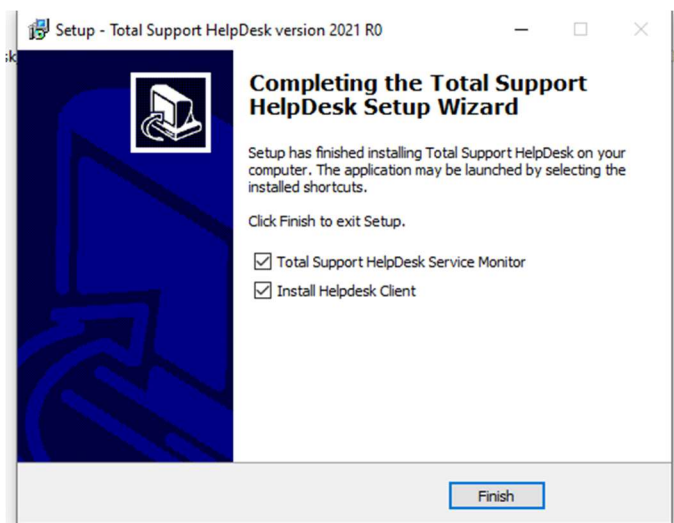 Setup - Total Support HelpDesk version 2021 R0
sk
Completing the Total Support
HelpDesk Setup Wizard
Setup has finished installing Total Support HelpDesk on your
computer. The application may be launched by selecting the
installed shortcuts.
Click Finish to exit Setup.
Total Support HelpDesk Service Monitor
Install Helpdesk Client
Finish